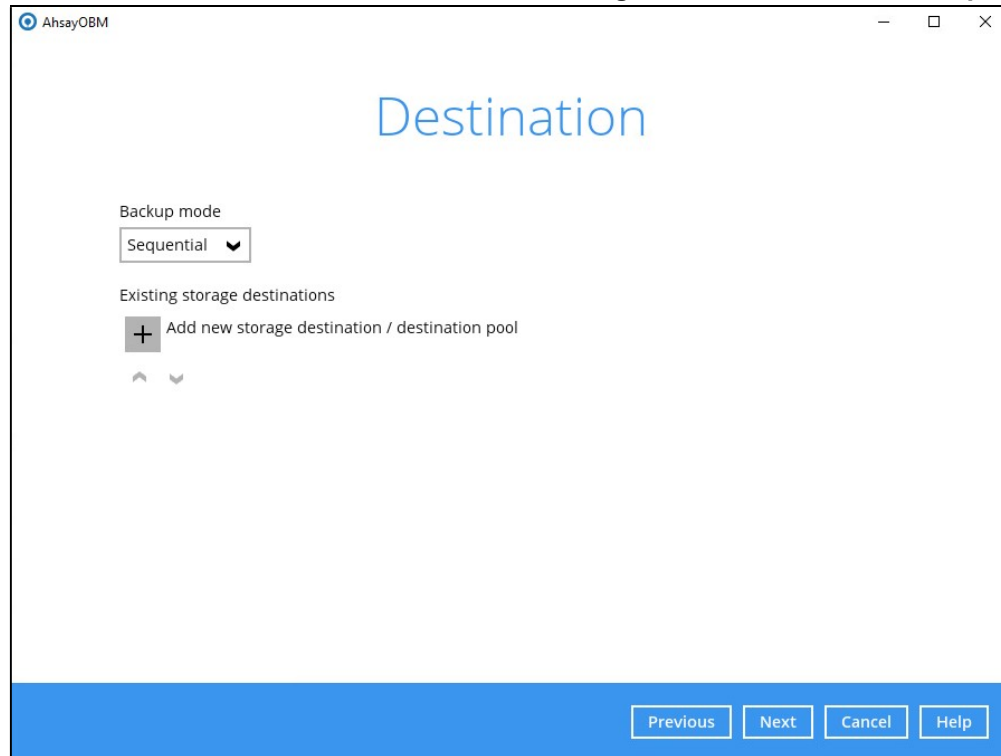 AhsayOBM
Destination
Backup mode
Sequential
Existing storage destinations
Add new storage destination / destination pool
Previous Next Cancel Help